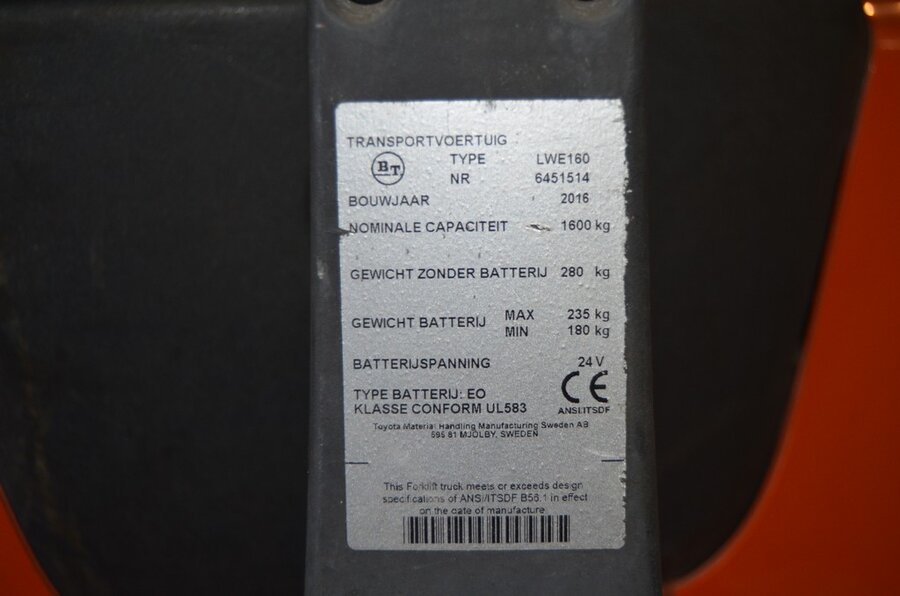 TRANSPORTVOERTUIG
BT TYPE LWE160
NR 6451514
BOUWJAAR 2016
NOMINALE CAPACITEIT 1600 kg
GEWICHT ZONDER BATTERIJ 280 kg
GEWICHT BATTERIJ MAX 235 kg
MIN 180 kg
BATTERIJSPANNING 24 V
TYPE BATTERIJ: EO
KLASSE CONFORM UL583
CE
ANSI.ITSDF
Toyota Material Handling Manufacturing Sweden AB
595 81 MJÖLBY, SWEDEN
This Forklift truck meets or exceeds design
specifications of ANSI/ITSDF B56.1 in effect
on the date of manufacture